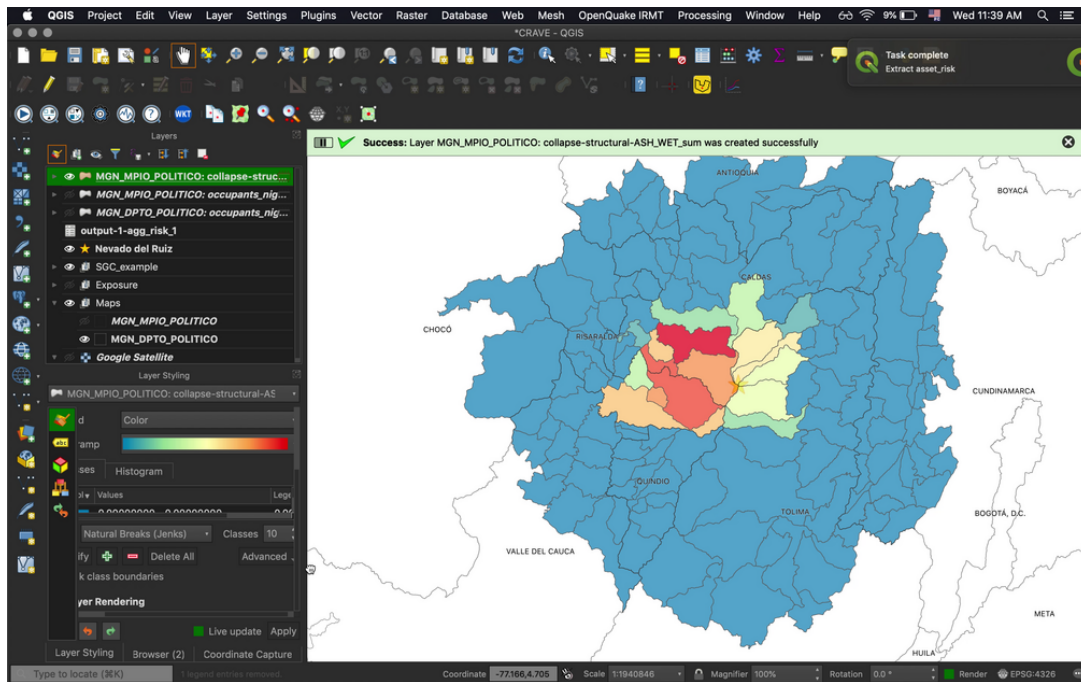 QGIS Project Edit View Layer Settings Plugins Vector Raster Database Web Mesh OpenQuake IRMT Processing Window Help 9% Wed 11:39 AM
*CRAVE - QGIS
Task complete
Extract asset_risk
WKT
Layers
Success: Layer MGN_MPIO_POLITICO: collapse-structural-ASH_WET_sum was created successfully
MGN_MPIO_POLITICO: collapse-struc...
MGN_MPIO_POLITICO: occupants_nig...
MGN_DPTO_POLITICO: occupants_nig...
output-1-agg_risk_1
Nevado del Ruiz
SGC_example
Exposure
Maps
MGN_MPIO_POLITICO
MGN_DPTO_POLITICO
Google Satellite
Layer Styling
MGN_MPIO_POLITICO: collapse-structural-AS
Color
amp
abc
Histogram
Values Lege
Natural Breaks (Jenks) Classes 10
ify Delete All Advanced
k class boundaries
yer Rendering
Live update Apply
Layer Styling Browser (2) Coordinate Capture
ANTIOQUIA
BOYACÁ
CALDAS
CHOCÓ
RISARALDA
CUNDINAMARCA
QUINDIO
TOLIMA
BOGOTÁ, D.C.
VALLE DEL CAUCA
META
HUILA
Type to locate (⌘K) 1 legend entries removed. Coordinate -77.166,4.705 Scale 1:1940846 Magnifier 100% Rotation 0.0 ° Render EPSG:4326